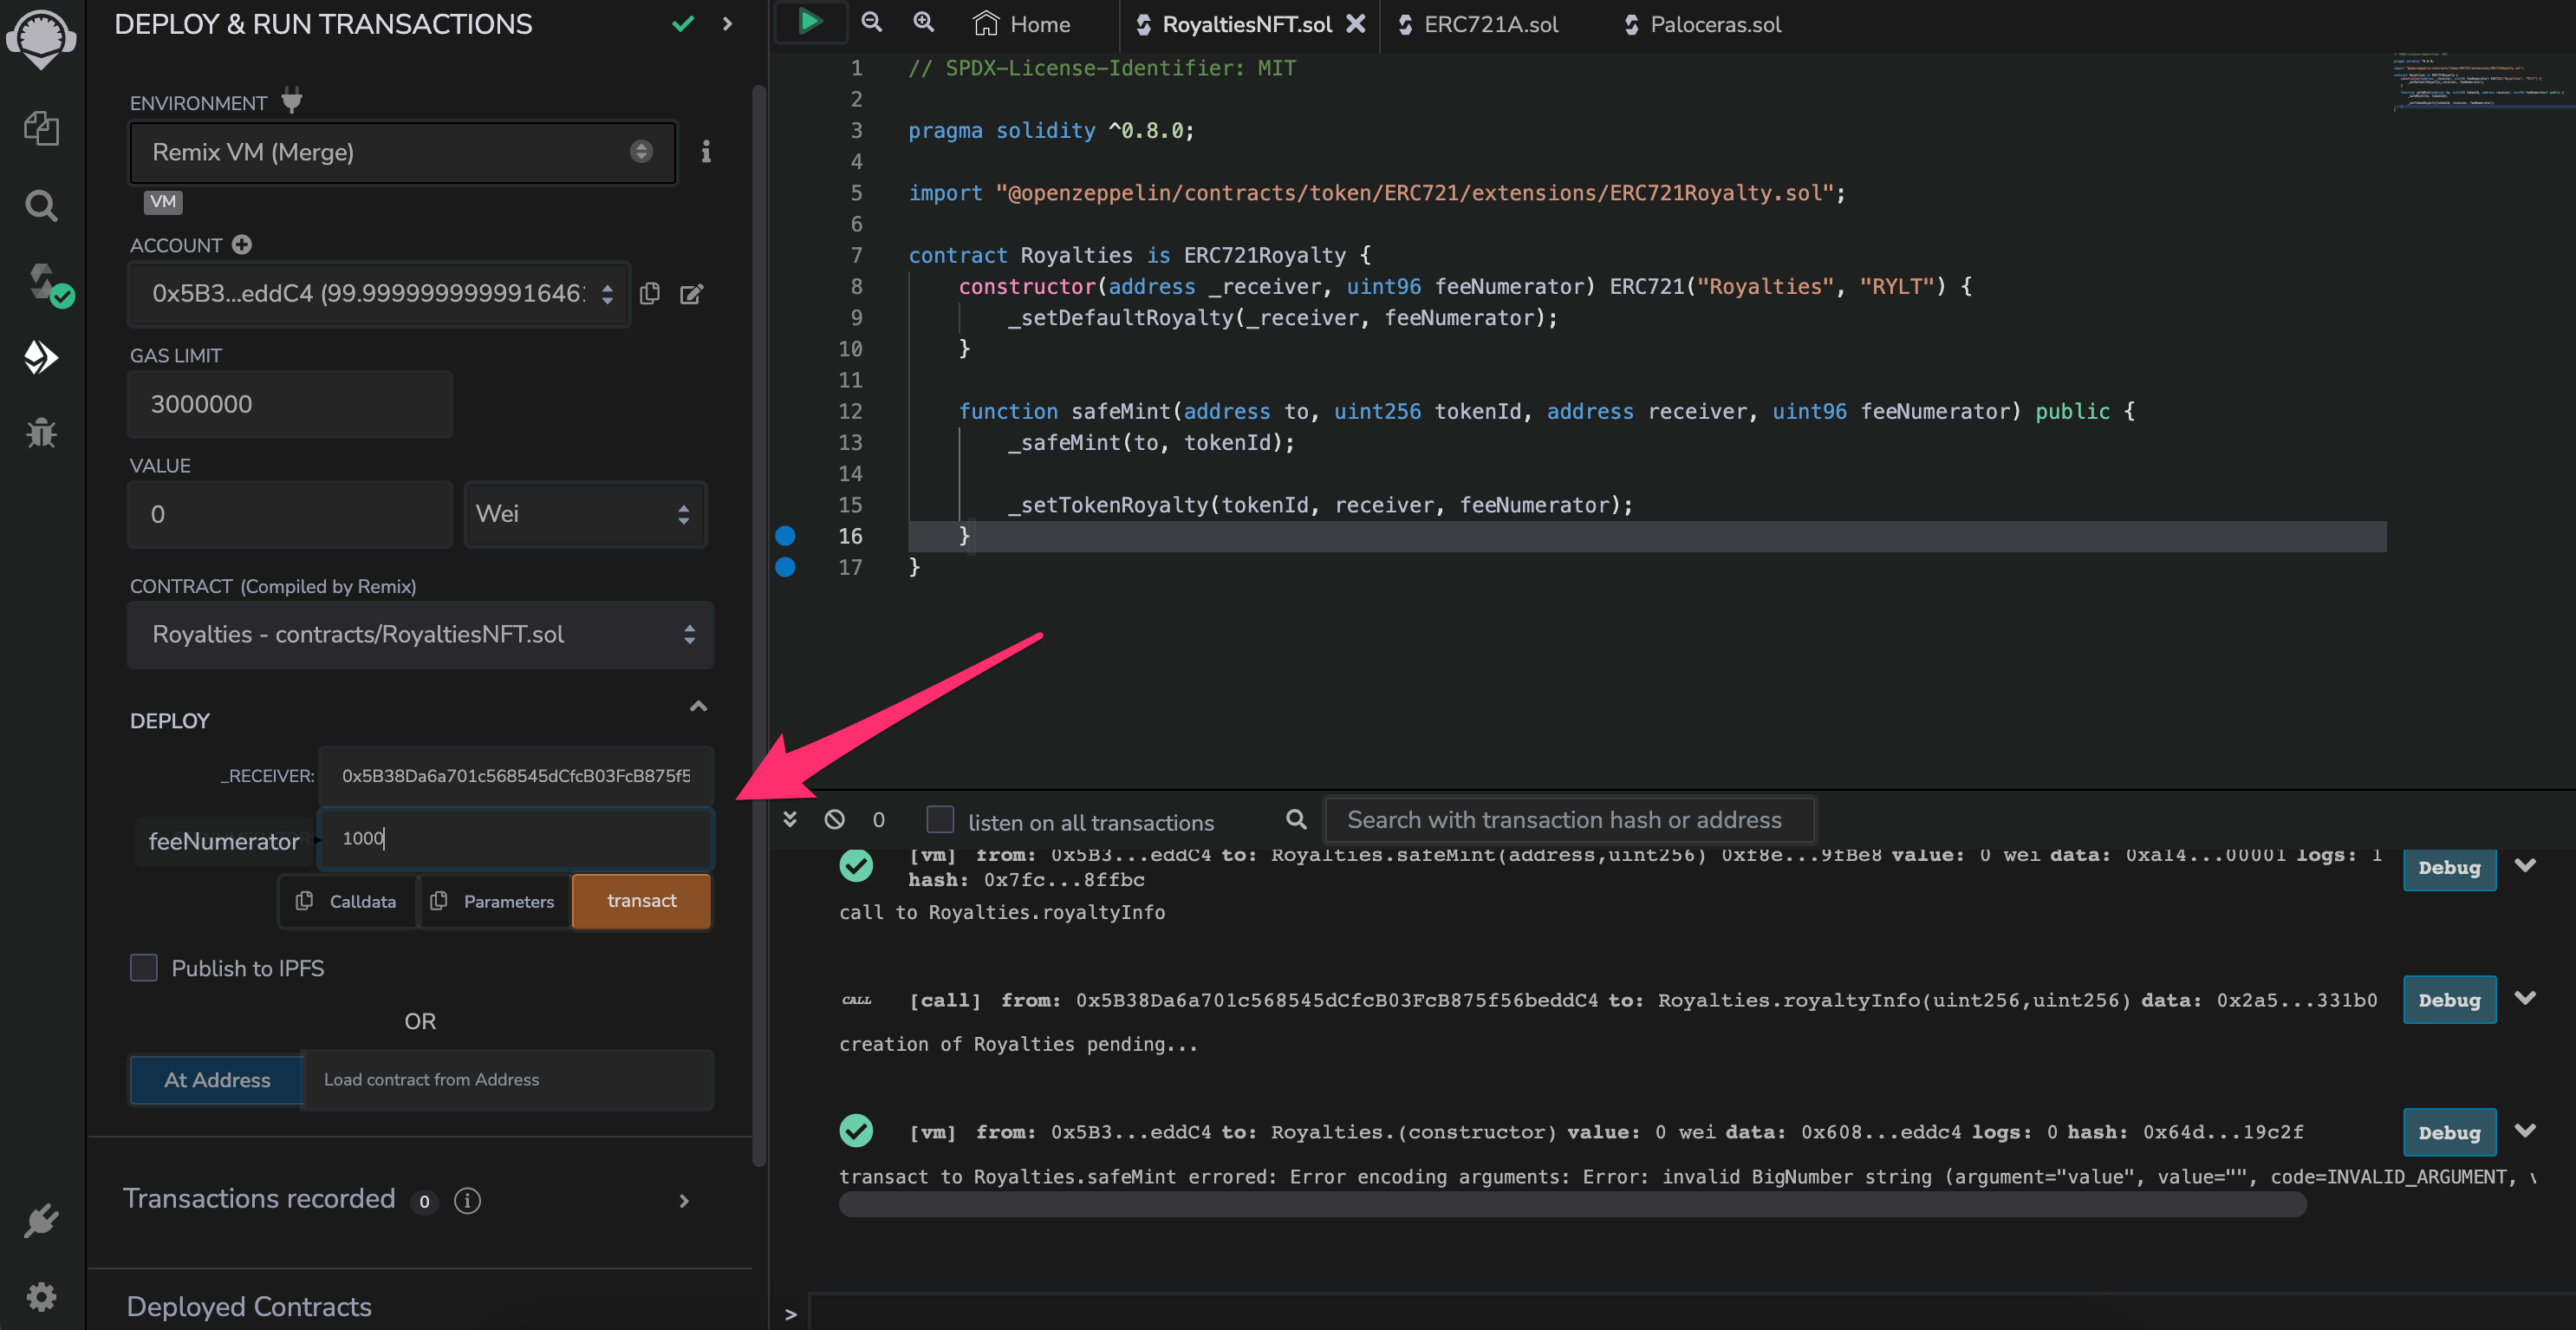 DEPLOY & RUN TRANSACTIONS
ENVIRONMENT
Remix VM (Merge)
VM
ACCOUNT
0x5B3...eddC4 (99.9999999999916461
GAS LIMIT
3000000
VALUE
0
Wei
CONTRACT (Compiled by Remix)
Royalties - contracts/RoyaltiesNFT.sol
DEPLOY
_RECEIVER: 0x5B38Da6a701c568545dCfcB03FcB875f5
feeNumerator 1000
Calldata Parameters transact
Publish to IPFS
OR
At Address Load contract from Address
Transactions recorded 0 i
Deployed Contracts
Home RoyaltiesNFT.sol ERC721A.sol Paloceras.sol
1 // SPDX-License-Identifier: MIT
2
3 pragma solidity ^0.8.0;
4
5 import "@openzeppelin/contracts/token/ERC721/extensions/ERC721Royalty.sol";
6
7 contract Royalties is ERC721Royalty {
8 constructor(address _receiver, uint96 feeNumerator) ERC721("Royalties", "RYLT") {
9 _setDefaultRoyalty(_receiver, feeNumerator);
10 }
11
12 function safeMint(address to, uint256 tokenId, address receiver, uint96 feeNumerator) public {
13 _safeMint(to, tokenId);
14
15 _setTokenRoyalty(tokenId, receiver, feeNumerator);
16 }
17 }
0 listen on all transactions Search with transaction hash or address
[vm] from: 0x5B3...eddC4 to: Royalties.safeMint(address,uint256) 0xf8e...9fBe8 value: 0 wei data: 0xa14...00001 logs: 1
hash: 0x7fc...8ffbc
Debug
call to Royalties.royaltyInfo
CALL [call] from: 0x5B38Da6a701c568545dCfcB03FcB875f56beddC4 to: Royalties.royaltyInfo(uint256,uint256) data: 0x2a5...331b0 Debug
creation of Royalties pending...
[vm] from: 0x5B3...eddC4 to: Royalties.(constructor) value: 0 wei data: 0x608...eddc4 logs: 0 hash: 0x64d...19c2f Debug
transact to Royalties.safeMint errored: Error encoding arguments: Error: invalid BigNumber string (argument="value", value="", code=INVALID_ARGUMENT, v
>